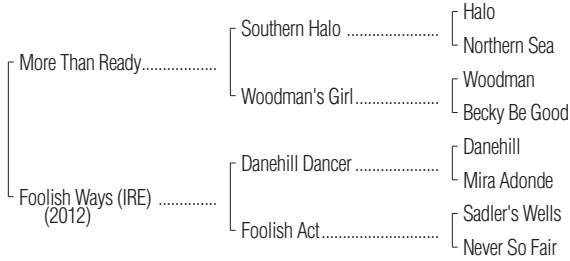 Halo
Southern Halo ......................
Northern Sea
More Than Ready..................
Woodman
Woodman's Girl ....................
Becky Be Good
Danehill
Danehill Dancer ....................
Mira Adonde
Foolish Ways (IRE) ..............
(2012)
Sadler's Wells
Foolish Act............................
Never So Fair